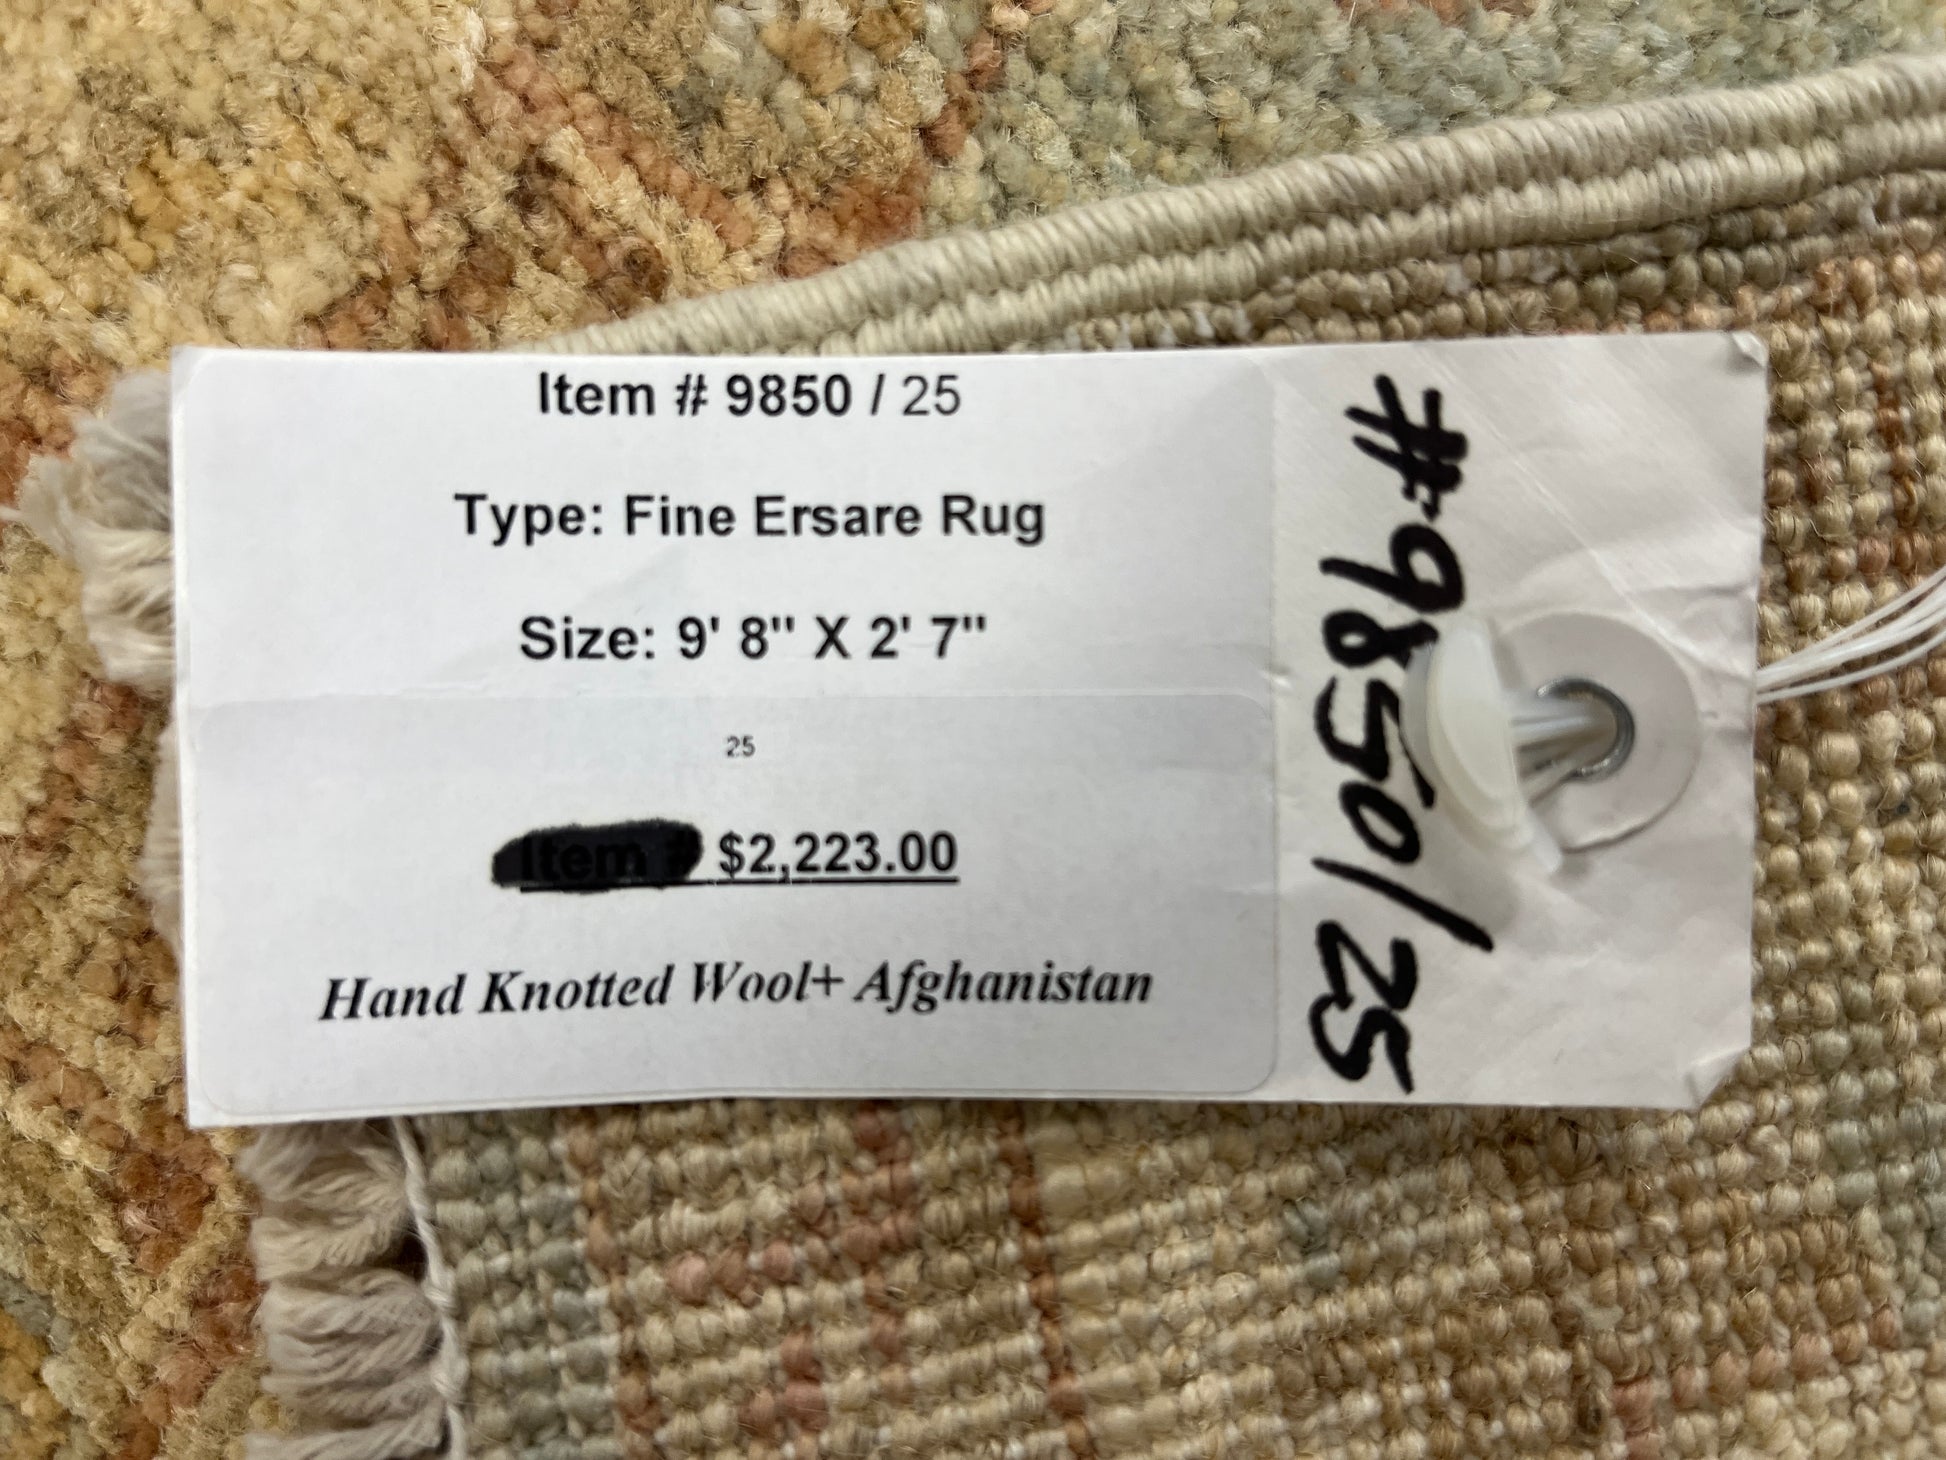 Item # 9850 / 25
Type: Fine Ersare Rug
Size: 9' 8" X 2' 7"
25
Item # $2,223.00
Hand Knotted Wool+ Afghanistan
#9850/25